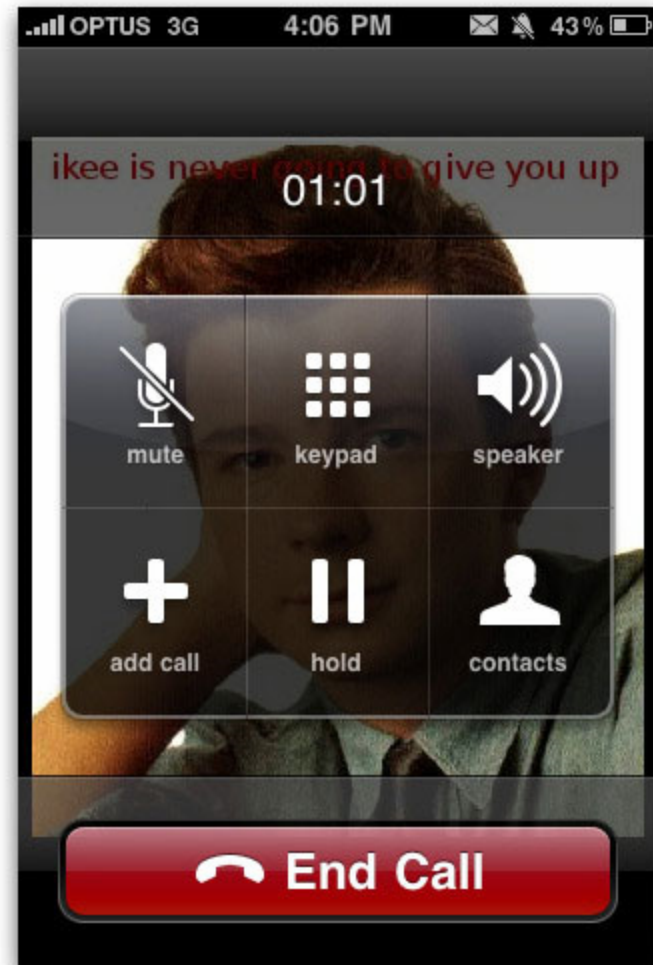 OPTUS 3G 4:06 PM 43%
ikee is never going to give you up
01:01
mute keypad speaker
add call hold contacts
End Call